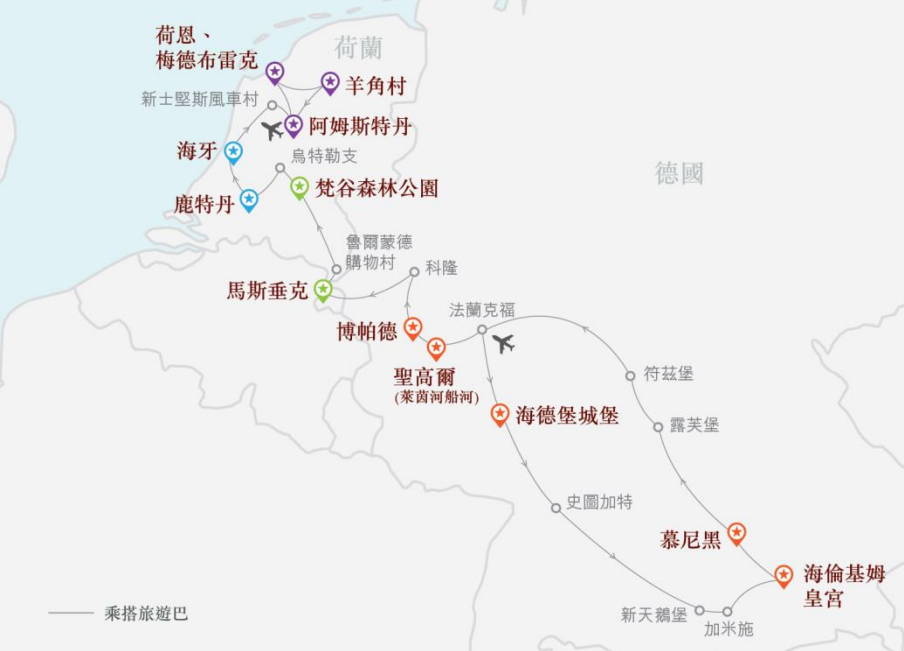 荷恩、
梅德布雷克
荷蘭
羊角村
新士堅斯風車村
阿姆斯特丹
海牙
烏特勒支
德國
梵谷森林公園
鹿特丹
魯爾蒙德
購物村
科隆
馬斯垂克
法蘭克福
博帕德
聖高爾
(萊茵河船河)
符茲堡
海德堡城堡
露芙堡
史圖加特
慕尼黑
海倫基姆
皇宮
新天鵝堡
加米施
乘搭旅遊巴